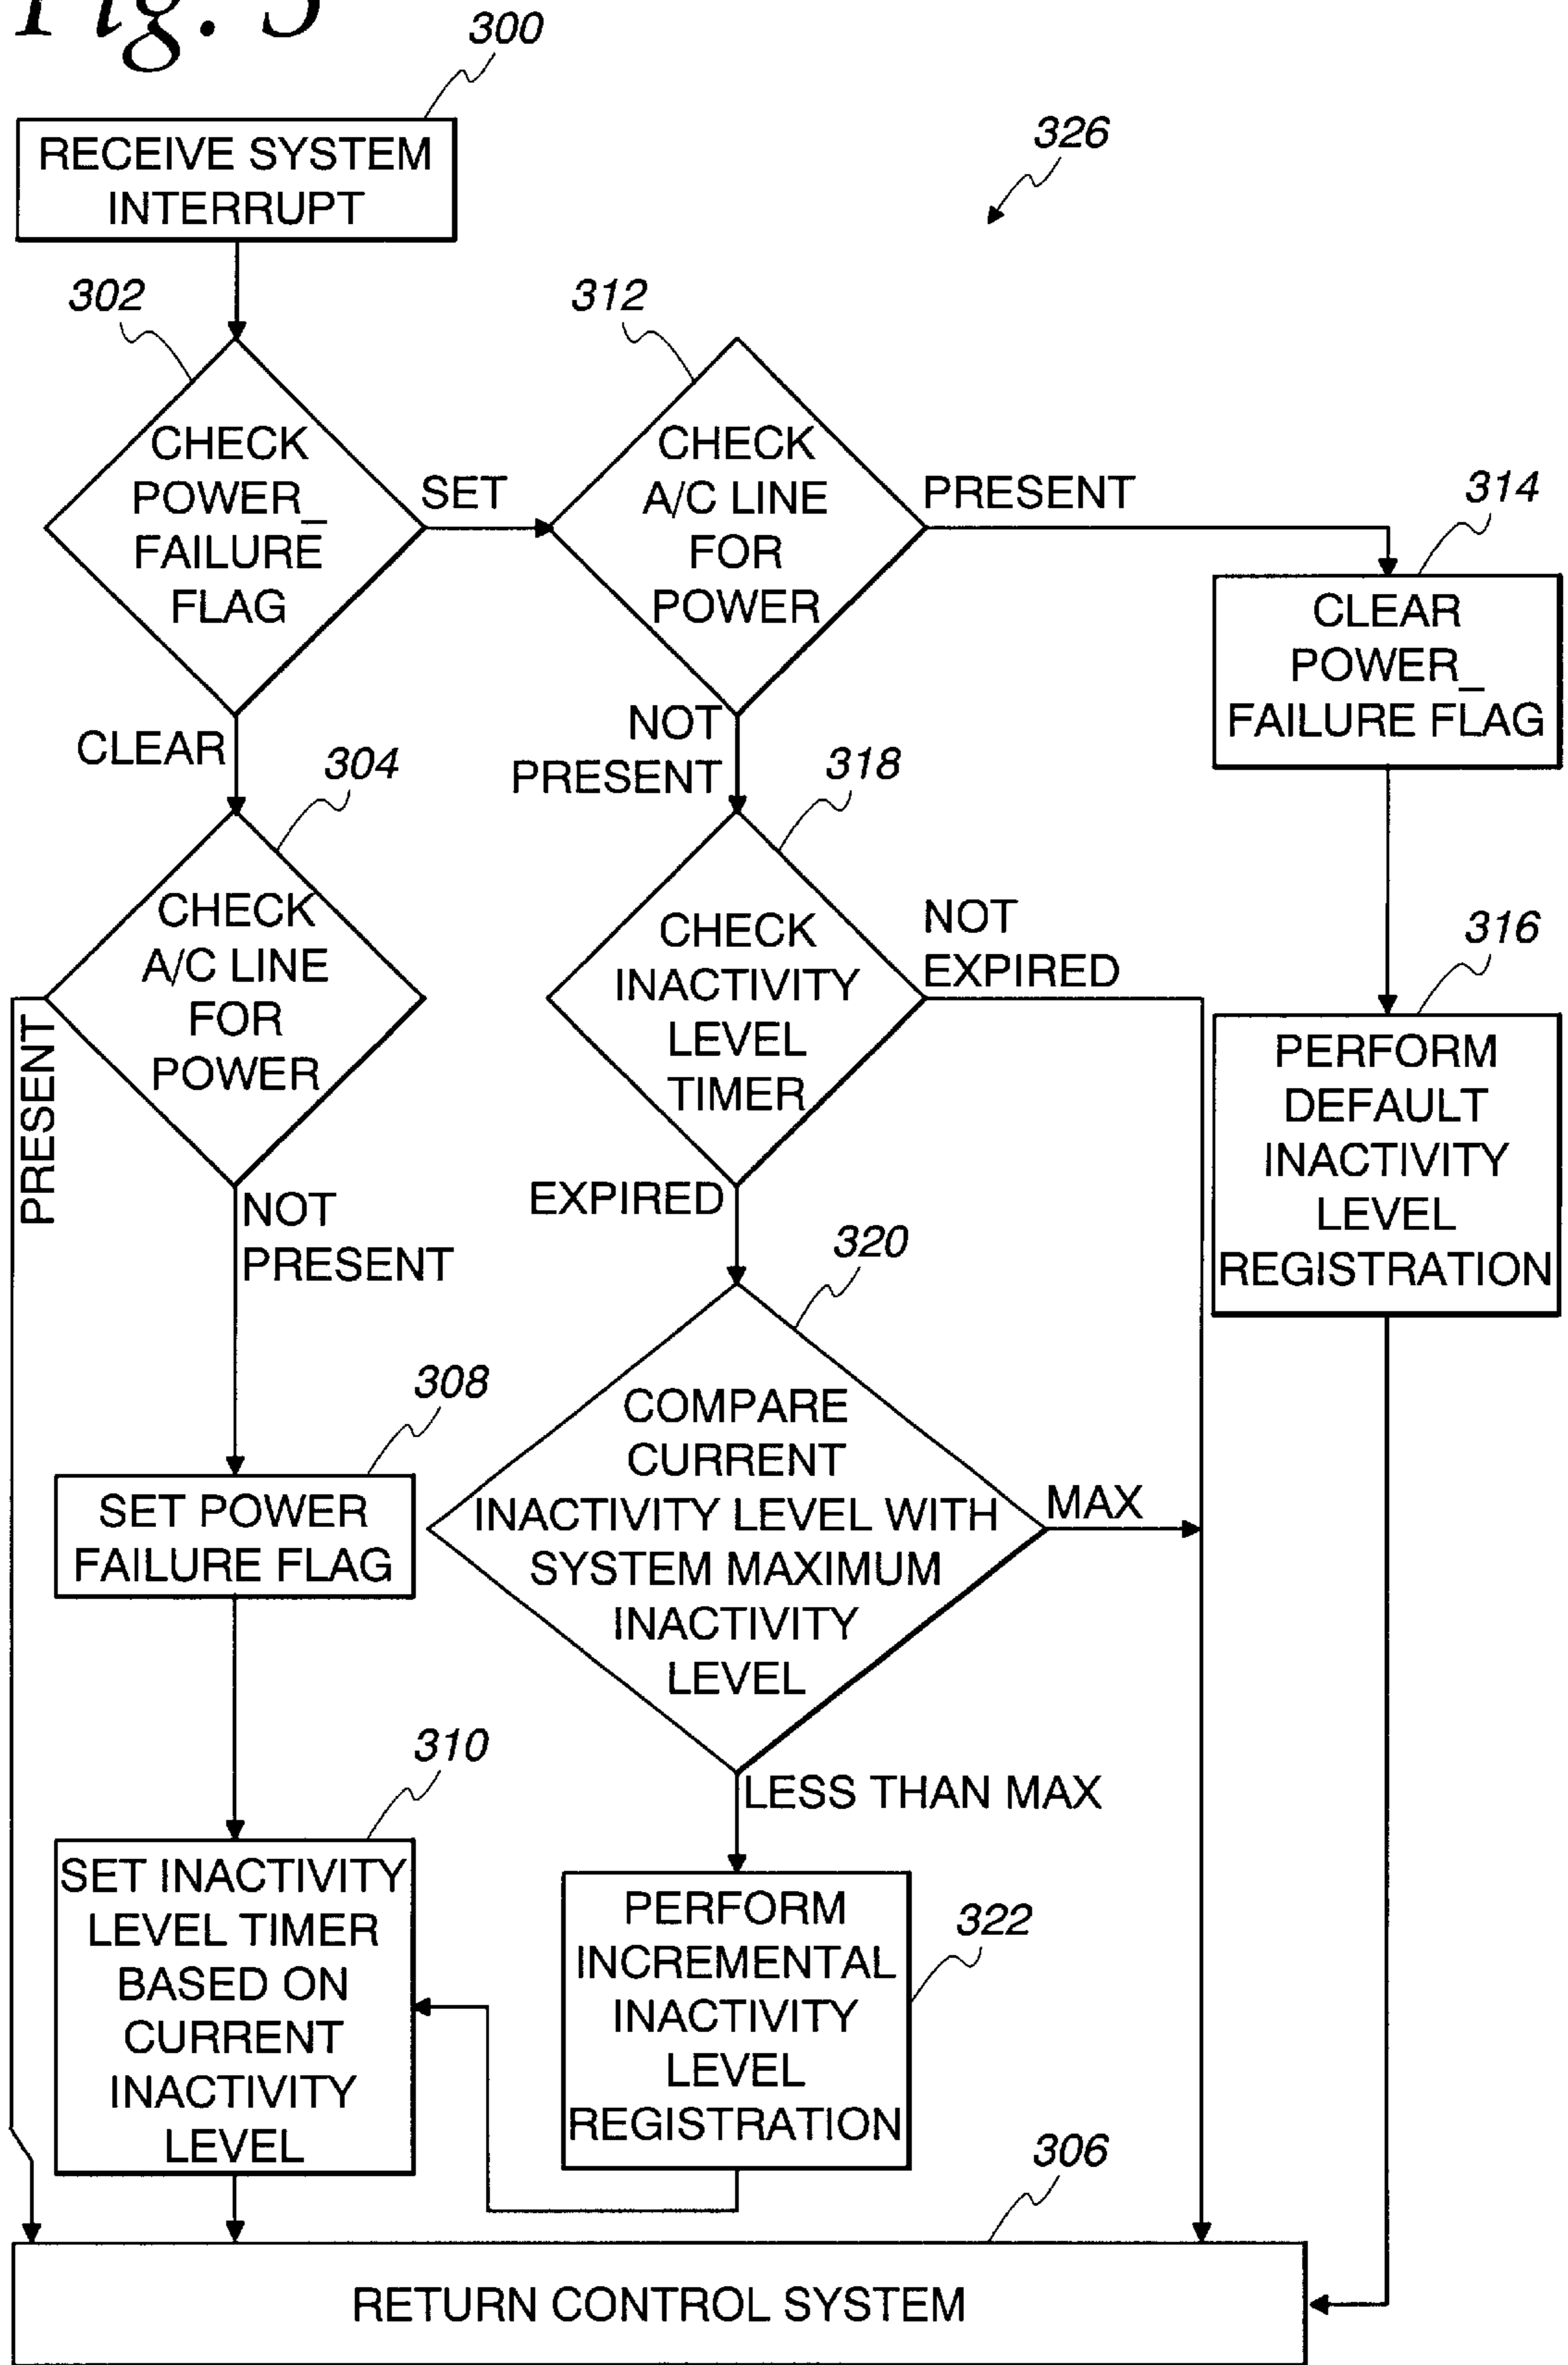 Fig. 3
300
RECEIVE SYSTEM
INTERRUPT
326
302
CHECK
POWER_
FAILURE
FLAG
SET
CLEAR
312
CHECK
A/C LINE
FOR
POWER
PRESENT
NOT
PRESENT
314
CLEAR
POWER_
FAILURE FLAG
304
CHECK
A/C LINE
FOR
POWER
PRESENT
NOT
PRESENT
318
CHECK
INACTIVITY
LEVEL
TIMER
NOT
EXPIRED
EXPIRED
316
PERFORM
DEFAULT
INACTIVITY
LEVEL
REGISTRATION
320
COMPARE
CURRENT
INACTIVITY LEVEL WITH
SYSTEM MAXIMUM
INACTIVITY
LEVEL
MAX
LESS THAN MAX
308
SET POWER
FAILURE FLAG
310
SET INACTIVITY
LEVEL TIMER
BASED ON
CURRENT
INACTIVITY
LEVEL
322
PERFORM
INCREMENTAL
INACTIVITY
LEVEL
REGISTRATION
306
RETURN CONTROL SYSTEM